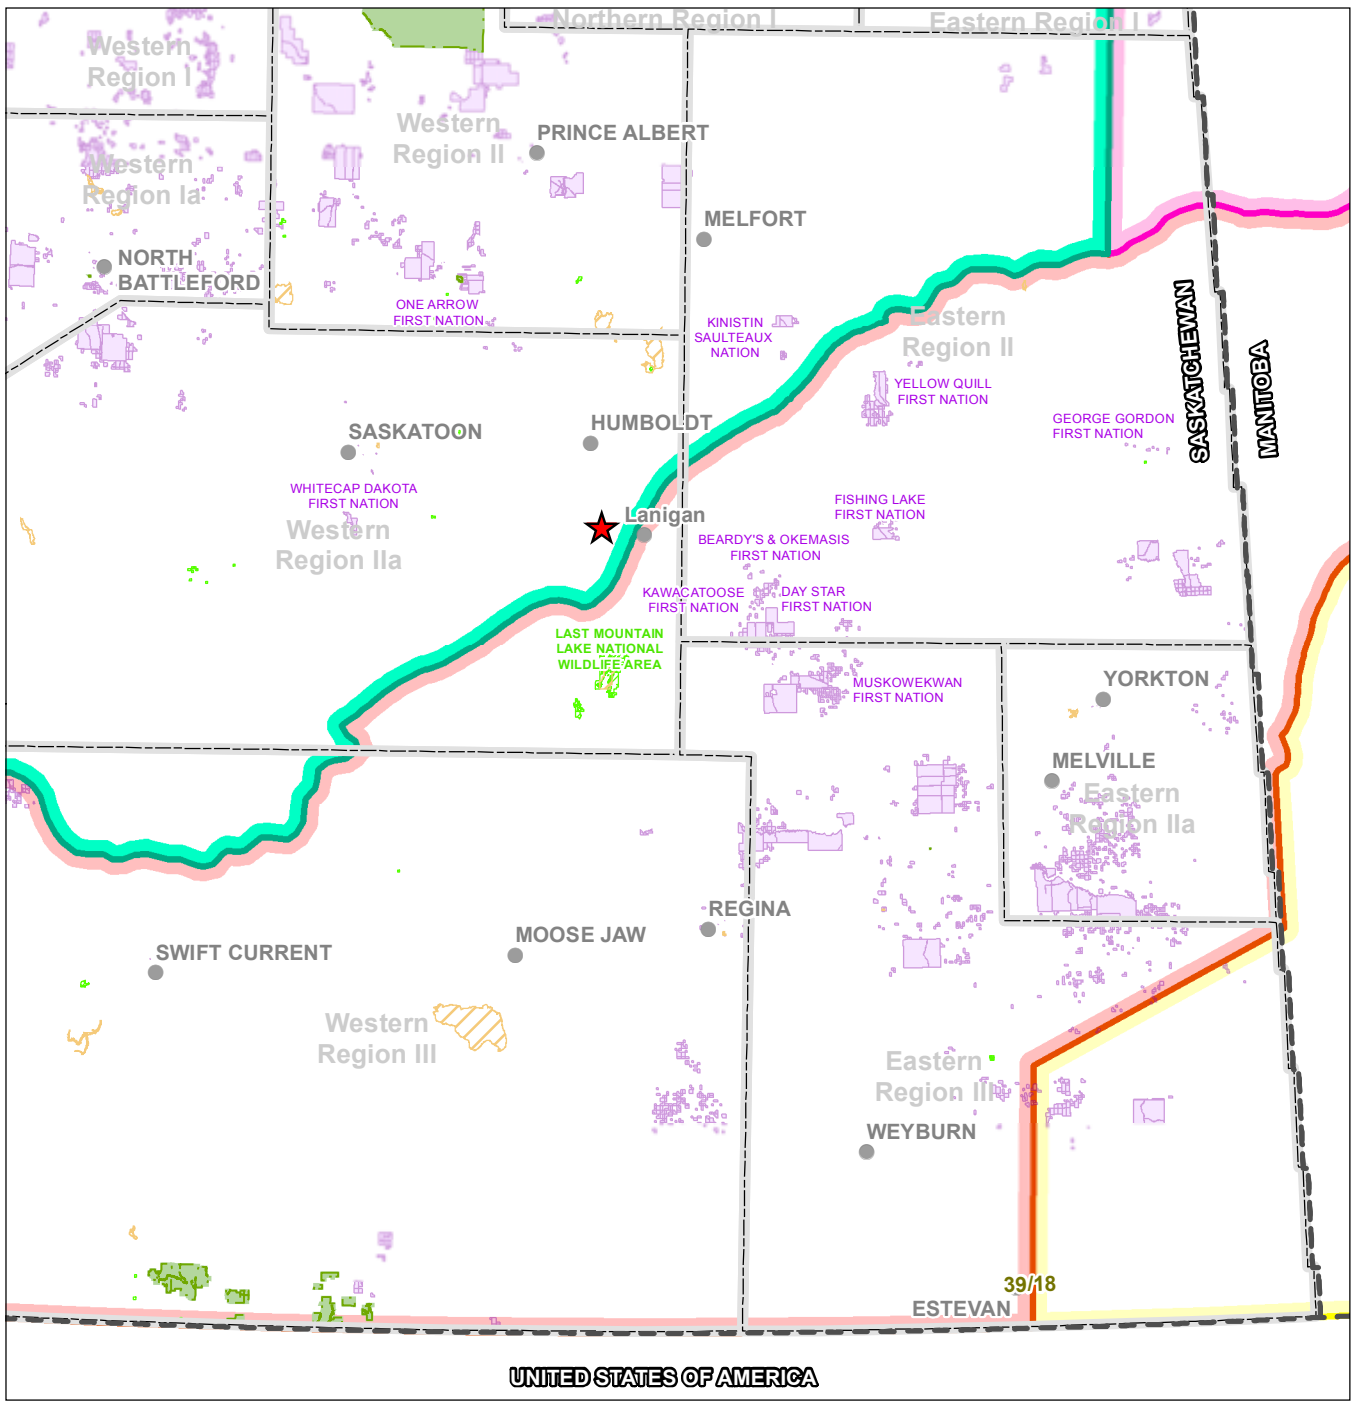 Northern Region I
Eastern Region I
Western
Region I
Western
Region II
PRINCE ALBERT
Western
Region Ia
MELFORT
NORTH
BATTLEFORD
ONE ARROW
FIRST NATION
KINISTIN
SAULTEAUX
NATION
Eastern
Region II
SASKATCHEWAN
MANITOBA
YELLOW QUILL
FIRST NATION
GEORGE GORDON
FIRST NATION
HUMBOLDT
SASKATOON
WHITECAP DAKOTA
FIRST NATION
FISHING LAKE
FIRST NATION
Lanigan
Western
Region IIa
BEARDY'S & OKEMASIS
FIRST NATION
KAWACATOOSE
FIRST NATION
DAY STAR
FIRST NATION
LAST MOUNTAIN
LAKE NATIONAL
WILDLIFE AREA
MUSKOWEKWAN
FIRST NATION
YORKTON
MELVILLE
Eastern
Region IIa
REGINA
MOOSE JAW
SWIFT CURRENT
Western
Region III
Eastern
Region III
WEYBURN
39/18
ESTEVAN
UNITED STATES OF AMERICA